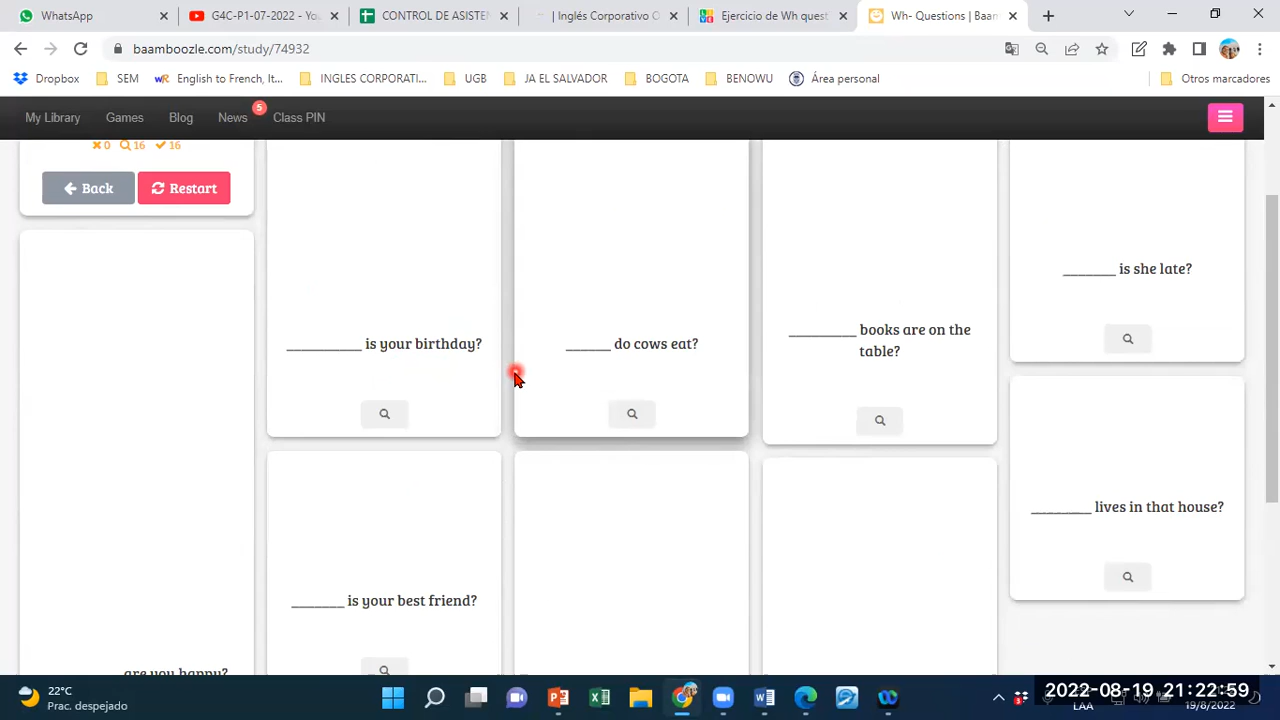 WhatsApp
G4C-P1-07-2022 - Yo
CONTROL DE ASISTEN
| Inglés Corporativo O
Ejercicio de Wh quest
Wh- Questions | Baam
baamboozle.com/study/74932
Dropbox
SEM
English to French, It...
INGLES CORPORATI...
UGB
JA EL SALVADOR
BOGOTA
BENOWU
Área personal
Otros marcadores
My Library
Games
Blog
News
5
Class PIN
0 16 16
Back
Restart
__________ is your birthday?
______ do cows eat?
_________ books are on the
table?
_______ is she late?
________ lives in that house?
_______ is your best friend?
are you happy?
22°C
Prac. despejado
3
LAA
2022-08-19 21:22:59
19/8/2022